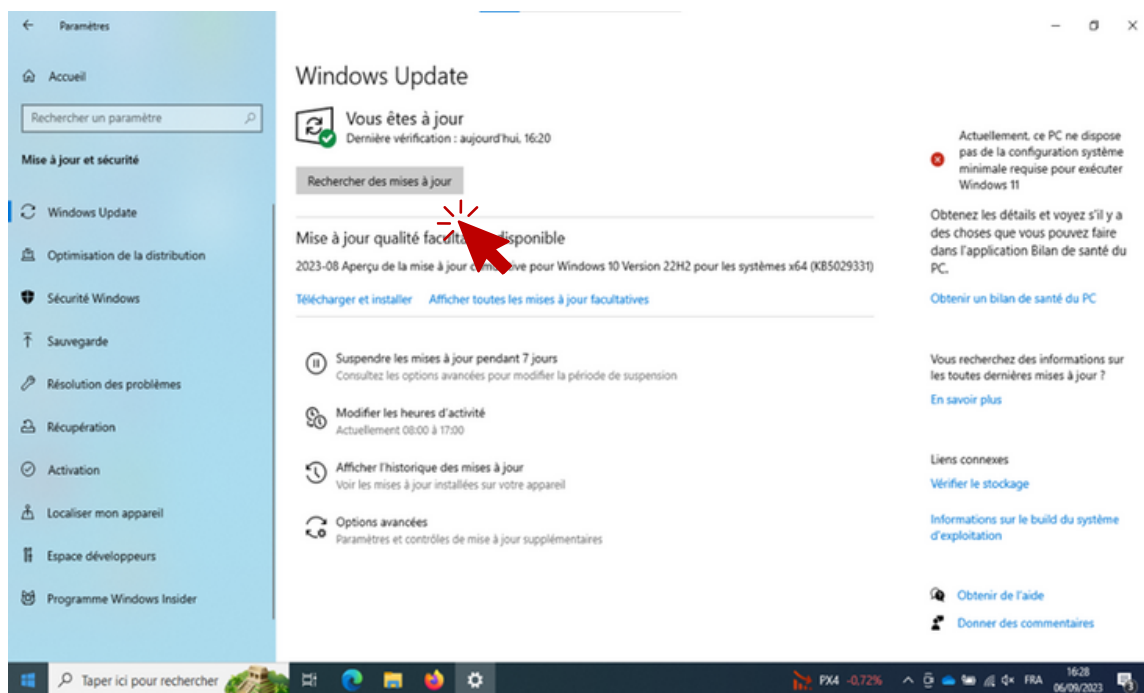 Paramètres
Accueil
Rechercher un paramètre
Mise à jour et sécurité
Windows Update
Optimisation de la distribution
Sécurité Windows
Sauvegarde
Résolution des problèmes
Récupération
Activation
Localiser mon appareil
Espace développeurs
Programme Windows Insider
Windows Update
Vous êtes à jour
Dernière vérification : aujourd'hui, 16:20
Rechercher des mises à jour
Mise à jour qualité disponible
2023-08 Aperçu de la mise à jour pour Windows 10 Version 22H2 pour les systèmes x64 (KB5029331)
Télécharger et installer Afficher toutes les mises à jour facultatives
Suspendre les mises à jour pendant 7 jours
Consultez les options avancées pour modifier la période de suspension
Modifier les heures d'activité
Actuellement 08:00 à 17:00
Afficher l'historique des mises à jour
Voir les mises à jour installées sur votre appareil
Options avancées
Paramètres et contrôles de mise à jour supplémentaires
Actuellement, ce PC ne dispose
pas de la configuration système
minimale requise pour exécuter
Windows 11
Obtenez les détails et voyez s'il y a
des choses que vous pouvez faire
dans l'application Bilan de santé du
PC.
Obtenir un bilan de santé du PC
Vous recherchez des informations sur
les toutes dernières mises à jour ?
En savoir plus
Liens connexes
Vérifier le stockage
Informations sur le build du système
d'exploitation
Obtenir de l'aide
Donner des commentaires
Taper ici pour rechercher
PX4 -0,72%
FRA
16:28
06/09/2023